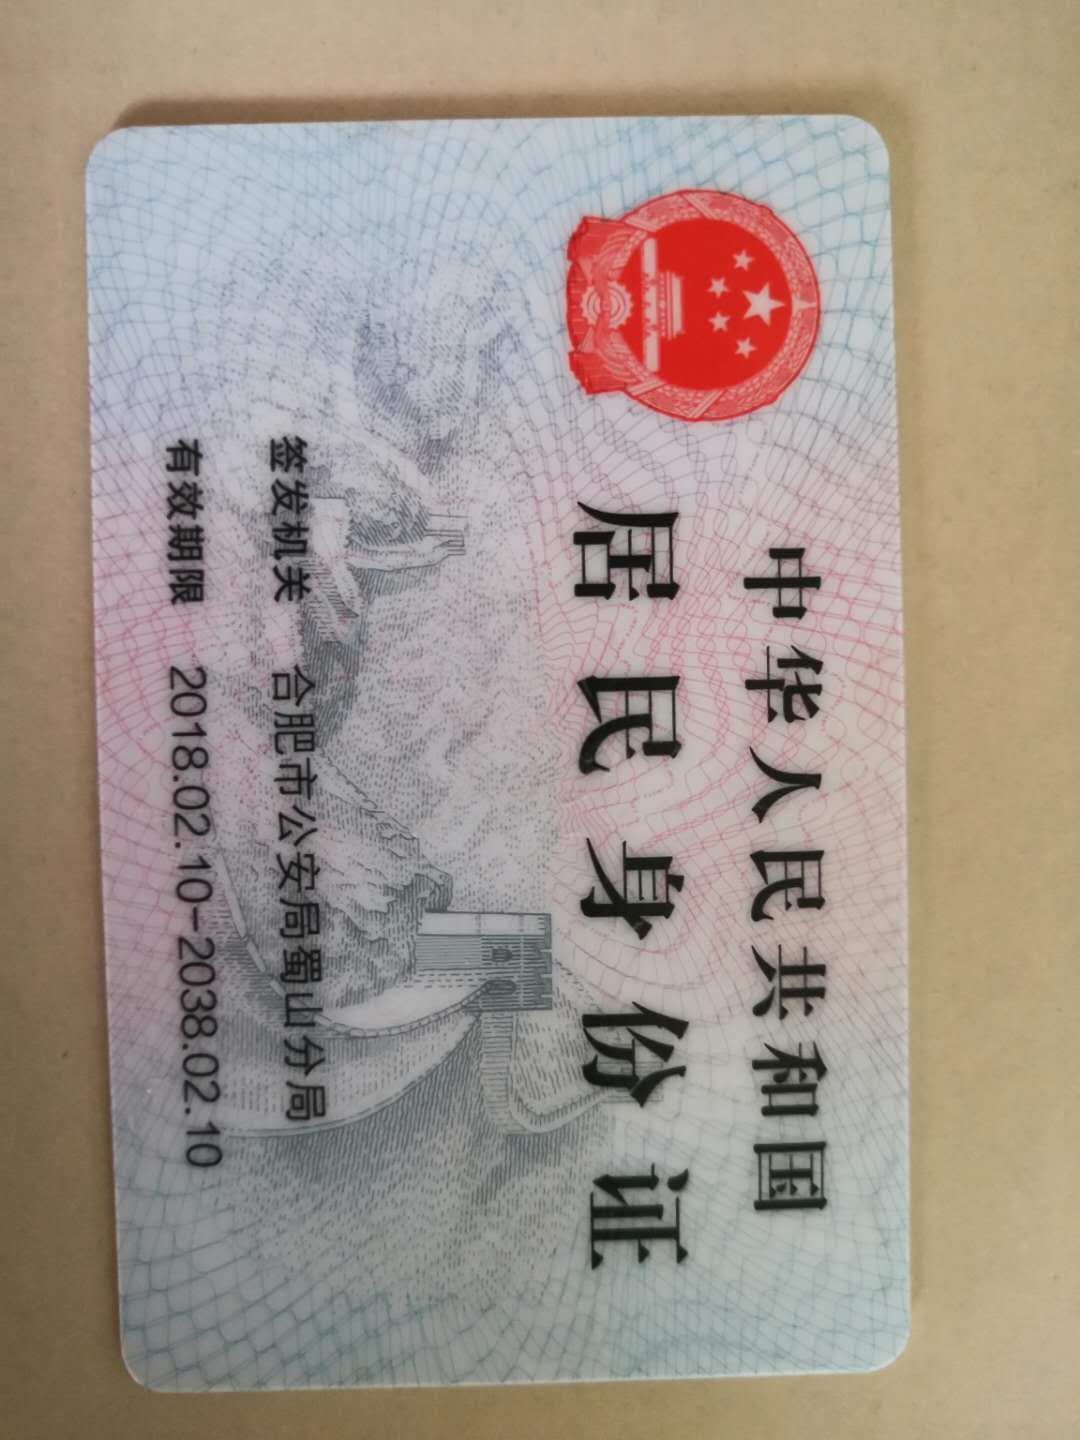 中华人民共和国
居民身份证
签发机关 合肥市公安局蜀山分局
有效期限 2018.02.10-2038.02.10